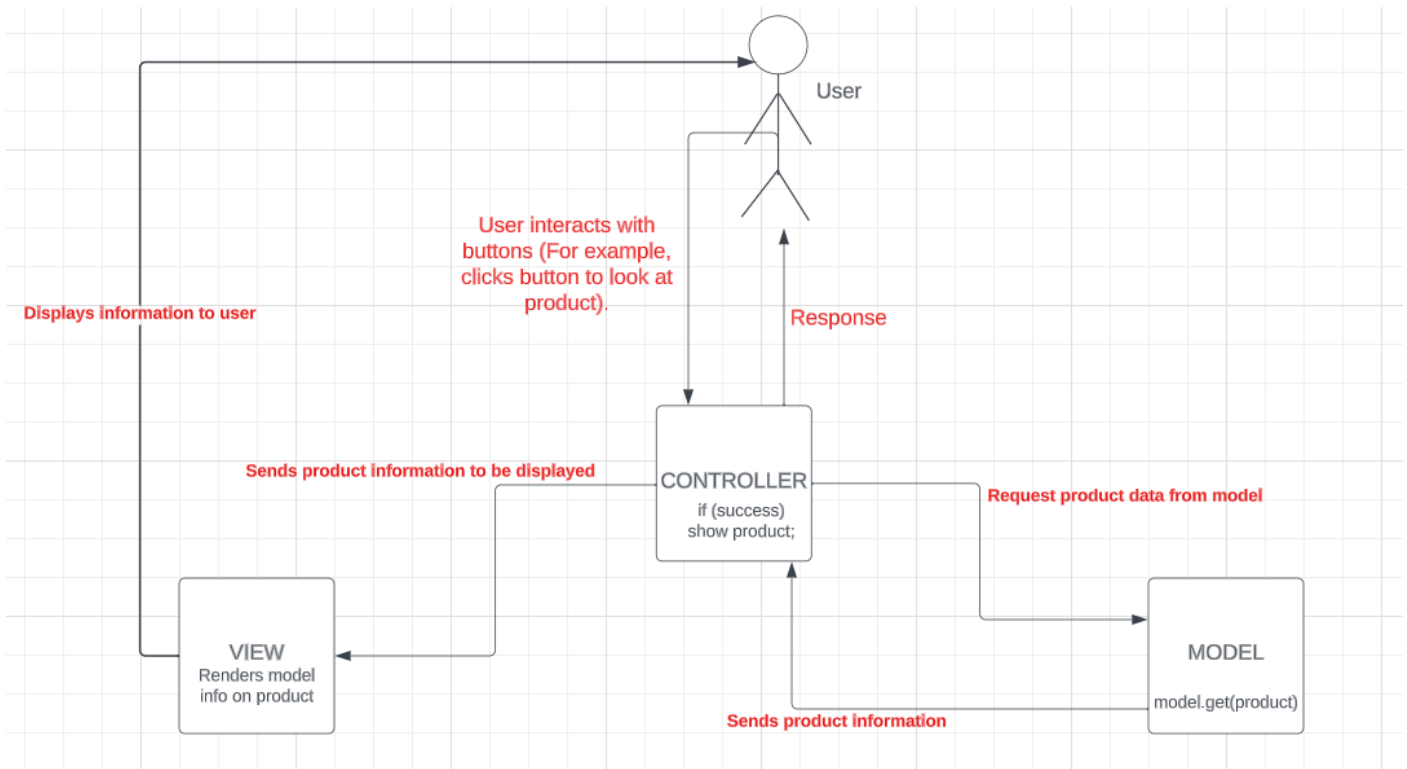 User
User interacts with
buttons (For example,
clicks button to look at
product).
Displays information to user
Response
Sends product information to be displayed
CONTROLLER
if (success)
show product;
Request product data from model
VIEW
Renders model
info on product
MODEL
model.get(product)
Sends product information